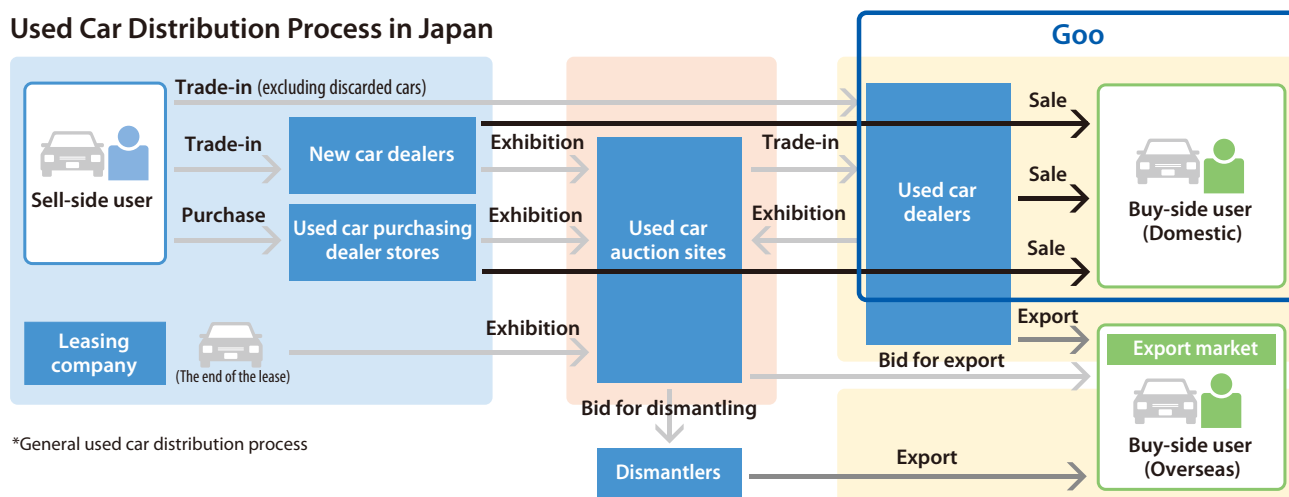 Used Car Distribution Process in Japan
Goo
Trade-in (excluding discarded cars)
Sale
Trade-in
New car dealers
Exhibition
Trade-in
Sell-side user
Used car
dealers
Sale
Buy-side user
(Domestic)
Purchase
Used car purchasing
dealer stores
Exhibition
Used car
auction sites
Exhibition
Sale
Leasing
company
(The end of the lease)
Exhibition
Export
Export market
Bid for export
Bid for dismantling
Buy-side user
(Overseas)
*General used car distribution process
Dismantlers
Export